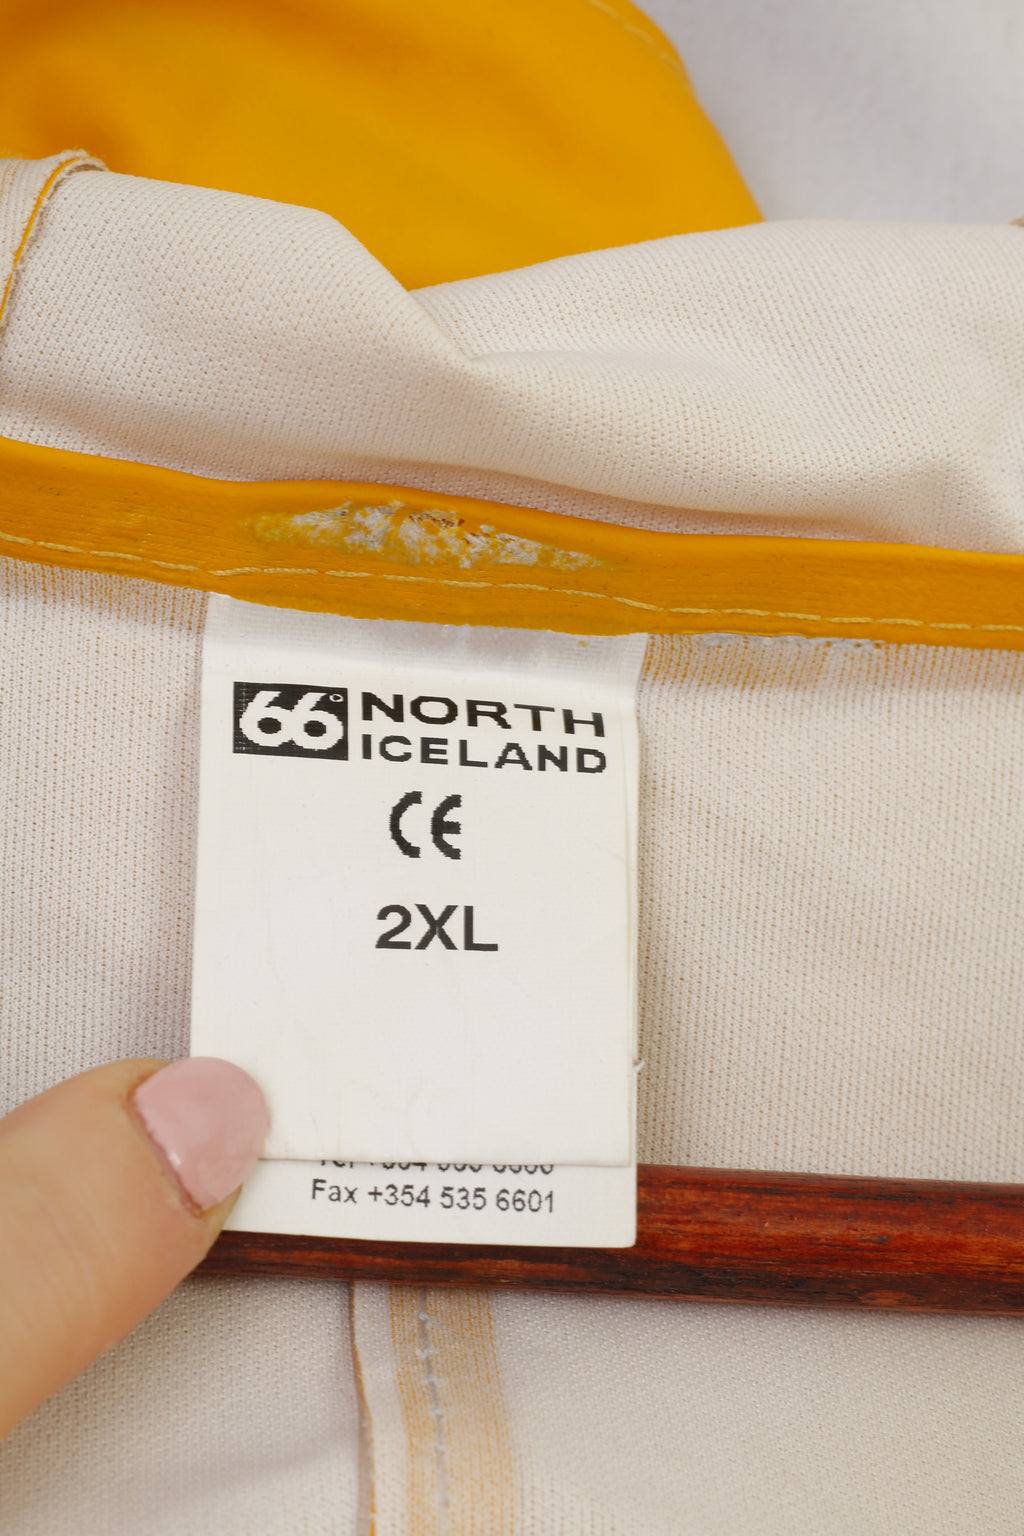 66° NORTH
ICELAND
CE
2XL
Fax +354 535 6601